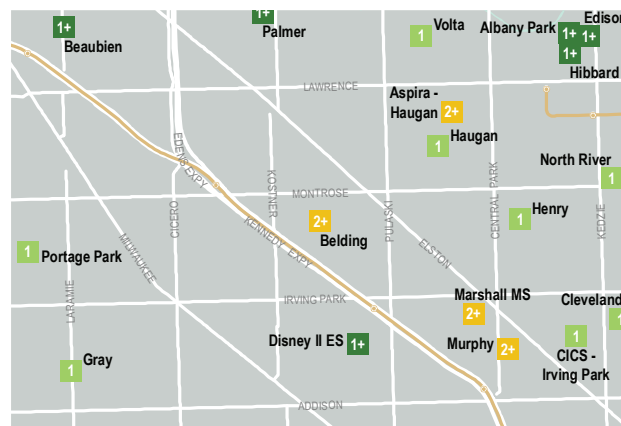 1+
Beaubien
1+
Palmer
1
Volta
Albany Park
1+
Edison
1+
1+
Hibbard
LAWRENCE
Aspira -
Haugan
2+
1
Haugan
EDENS EXPY
North River
1
KOSTNER
MONTROSE
CENTRAL PARK
CICERO
2+
Belding
PULASKI
1
Henry
KEDZIE
KENNEDY EXPY
ELSTON
MILWAUKEE
1
Portage Park
LARAMIE
IRVING PARK
Marshall MS
2+
Cleveland
1
Disney II ES
1+
Murphy
2+
1
CICS -
Irving Park
1
Gray
ADDISON